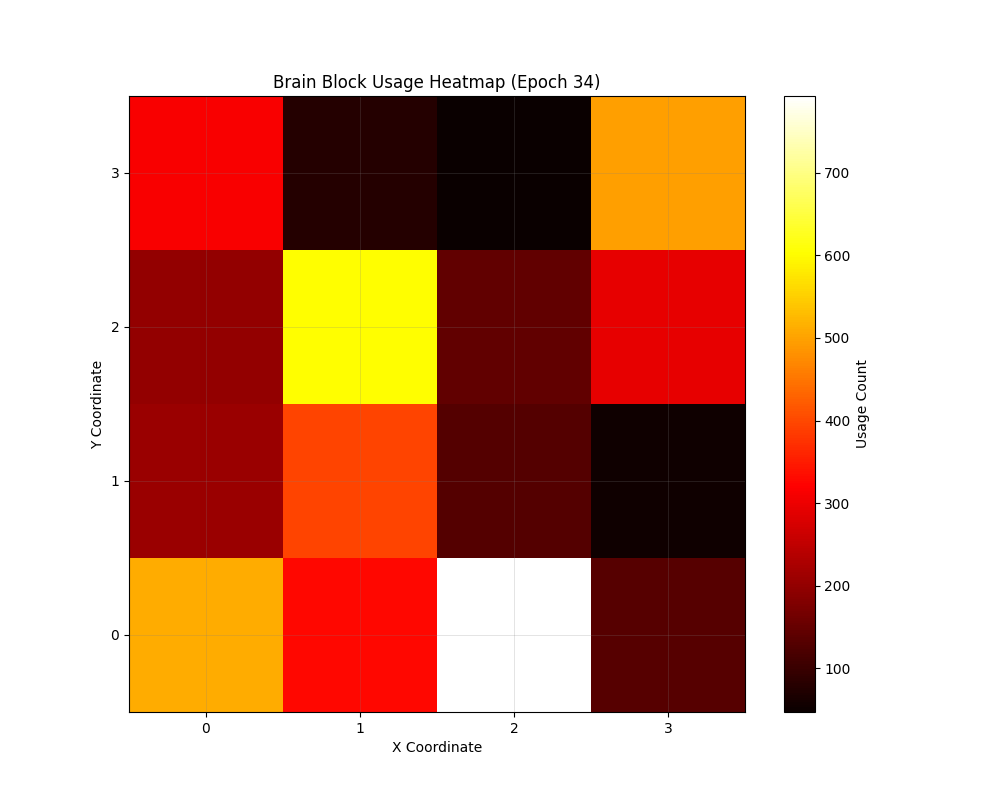 Brain Block Usage Heatmap (Epoch 34)
3
2
1
0
Y Coordinate
0 1 2 3
X Coordinate
700
600
500
400
300
200
100
Usage Count